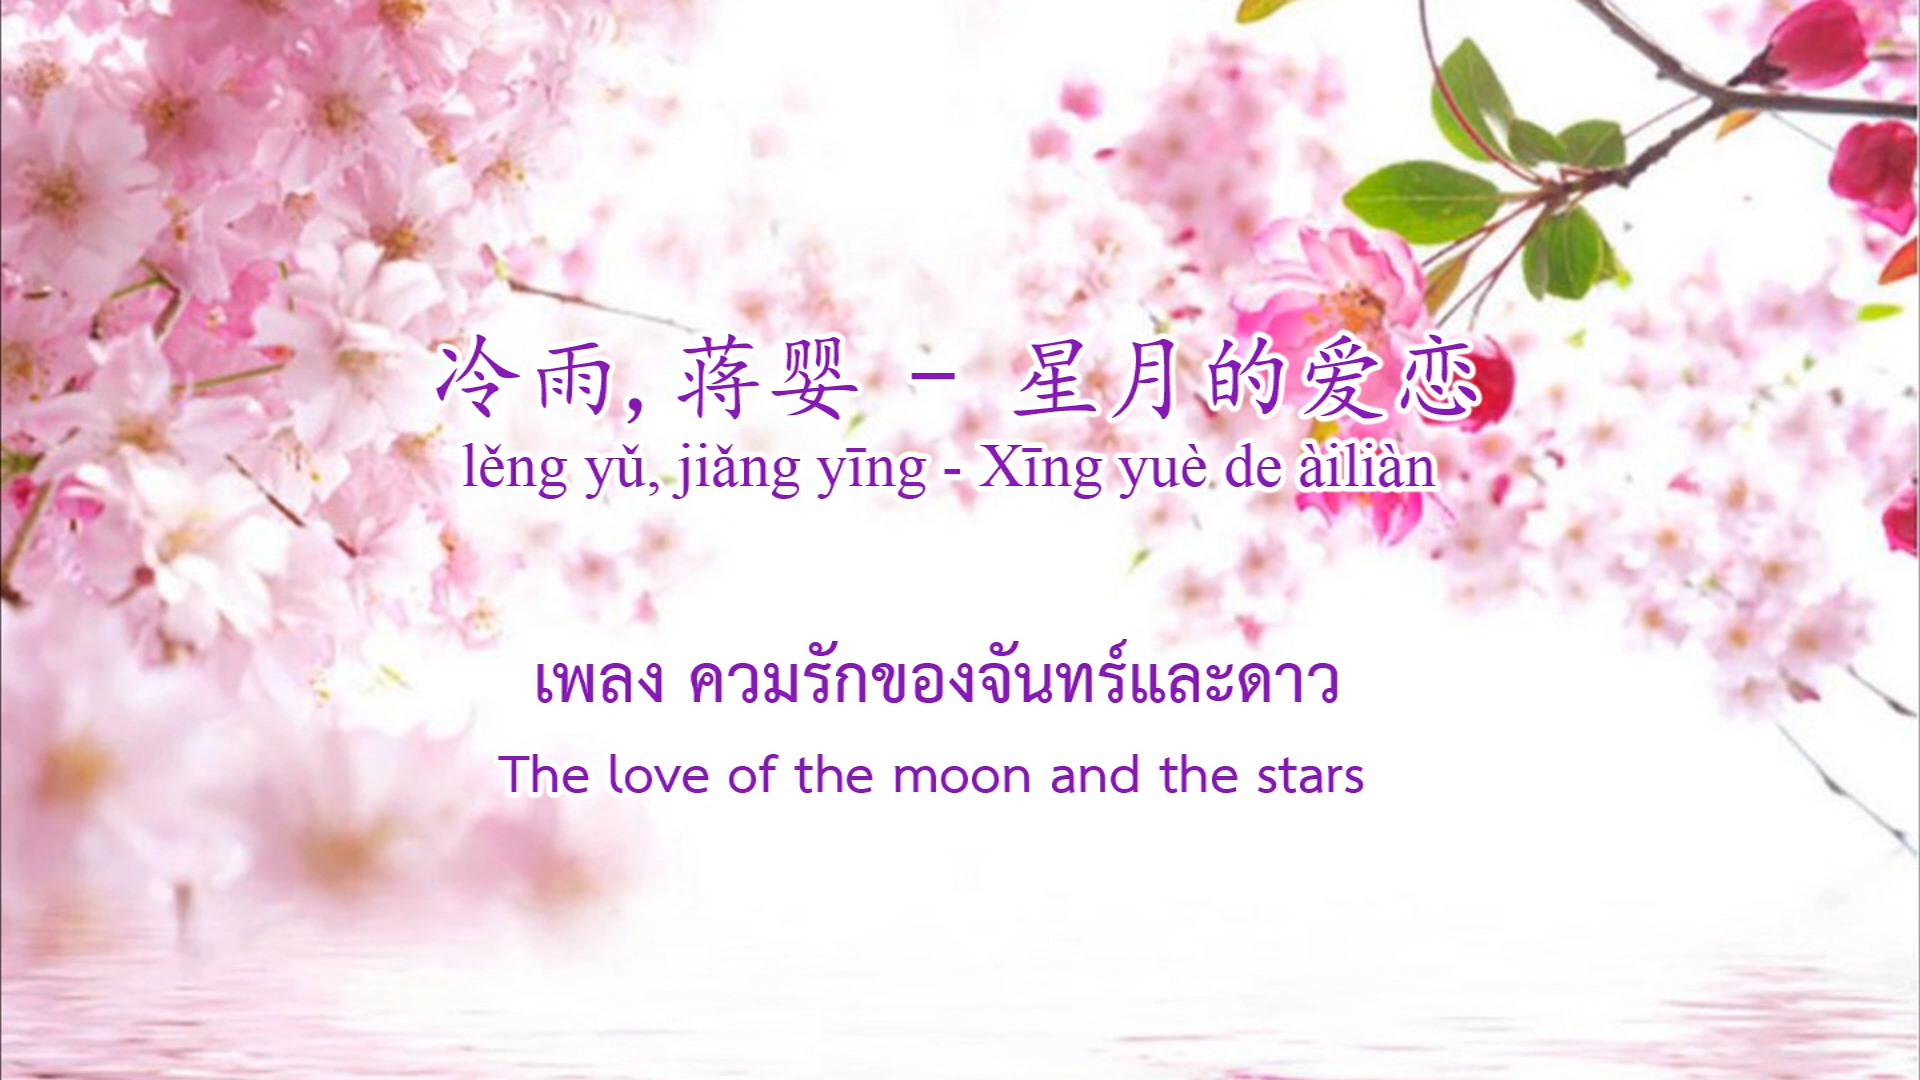 冷雨,蒋婴 - 星月的爱恋
lěng yǔ, jiǎng yīng - Xīng yuè de àiliàn
เพลง ควมรักของจันทร์และดาว
The love of the moon and the stars